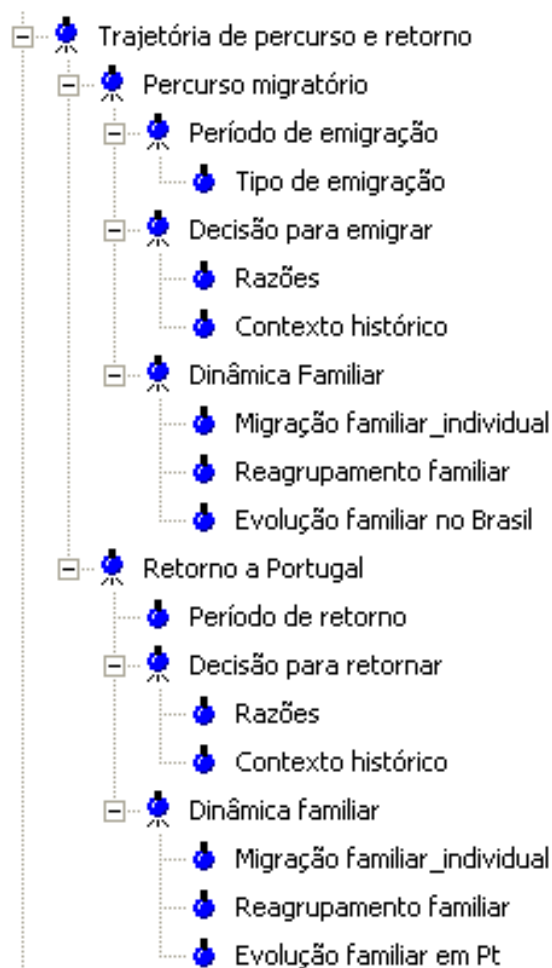 Trajetória de percurso e retorno
Percurso migratório
Período de emigração
Tipo de emigração
Decisão para emigrar
Razões
Contexto histórico
Dinâmica Familiar
Migração familiar_individual
Reagrupamento familiar
Evolução familiar no Brasil
Retorno a Portugal
Período de retorno
Decisão para retornar
Razões
Contexto histórico
Dinâmica familiar
Migração familiar_individual
Reagrupamento familiar
Evolução familiar em Pt